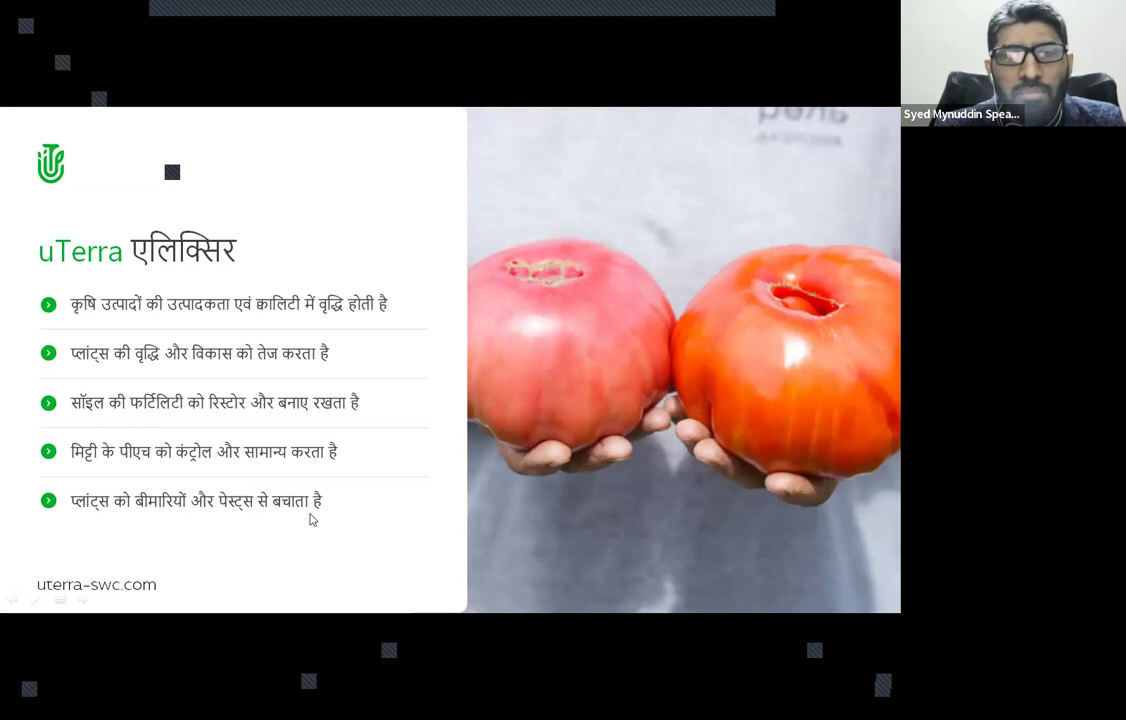 Syed Mynuddin Spea...
uTerra एलिक्सिर
कृषि उत्पादों की उत्पादकता एवं क्वालिटी में वृद्धि होती है
प्लांट्स की वृद्धि और विकास को तेज करता है
सॉइल की फर्टिलिटी को रिस्टोर और बनाए रखता है
मिट्टी के पीएच को कंट्रोल और सामान्य करता है
प्लांट्स को बीमारियों और पेस्ट्स से बचाता है
uterra-swc.com